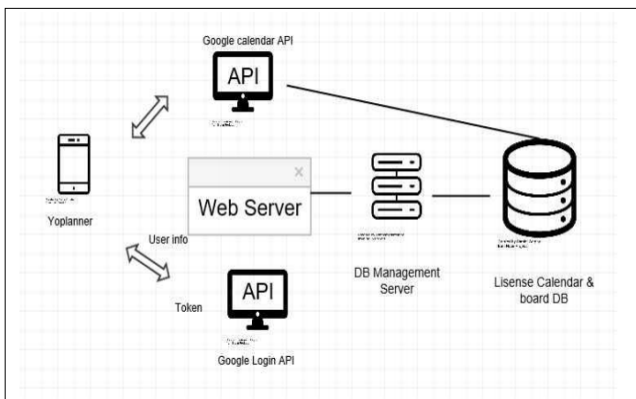 Google calendar API
API
Yoplanner
X
Web Server
User info
Token
API
Google Login API
DB Management
Server
Lisense Calendar &
board DB